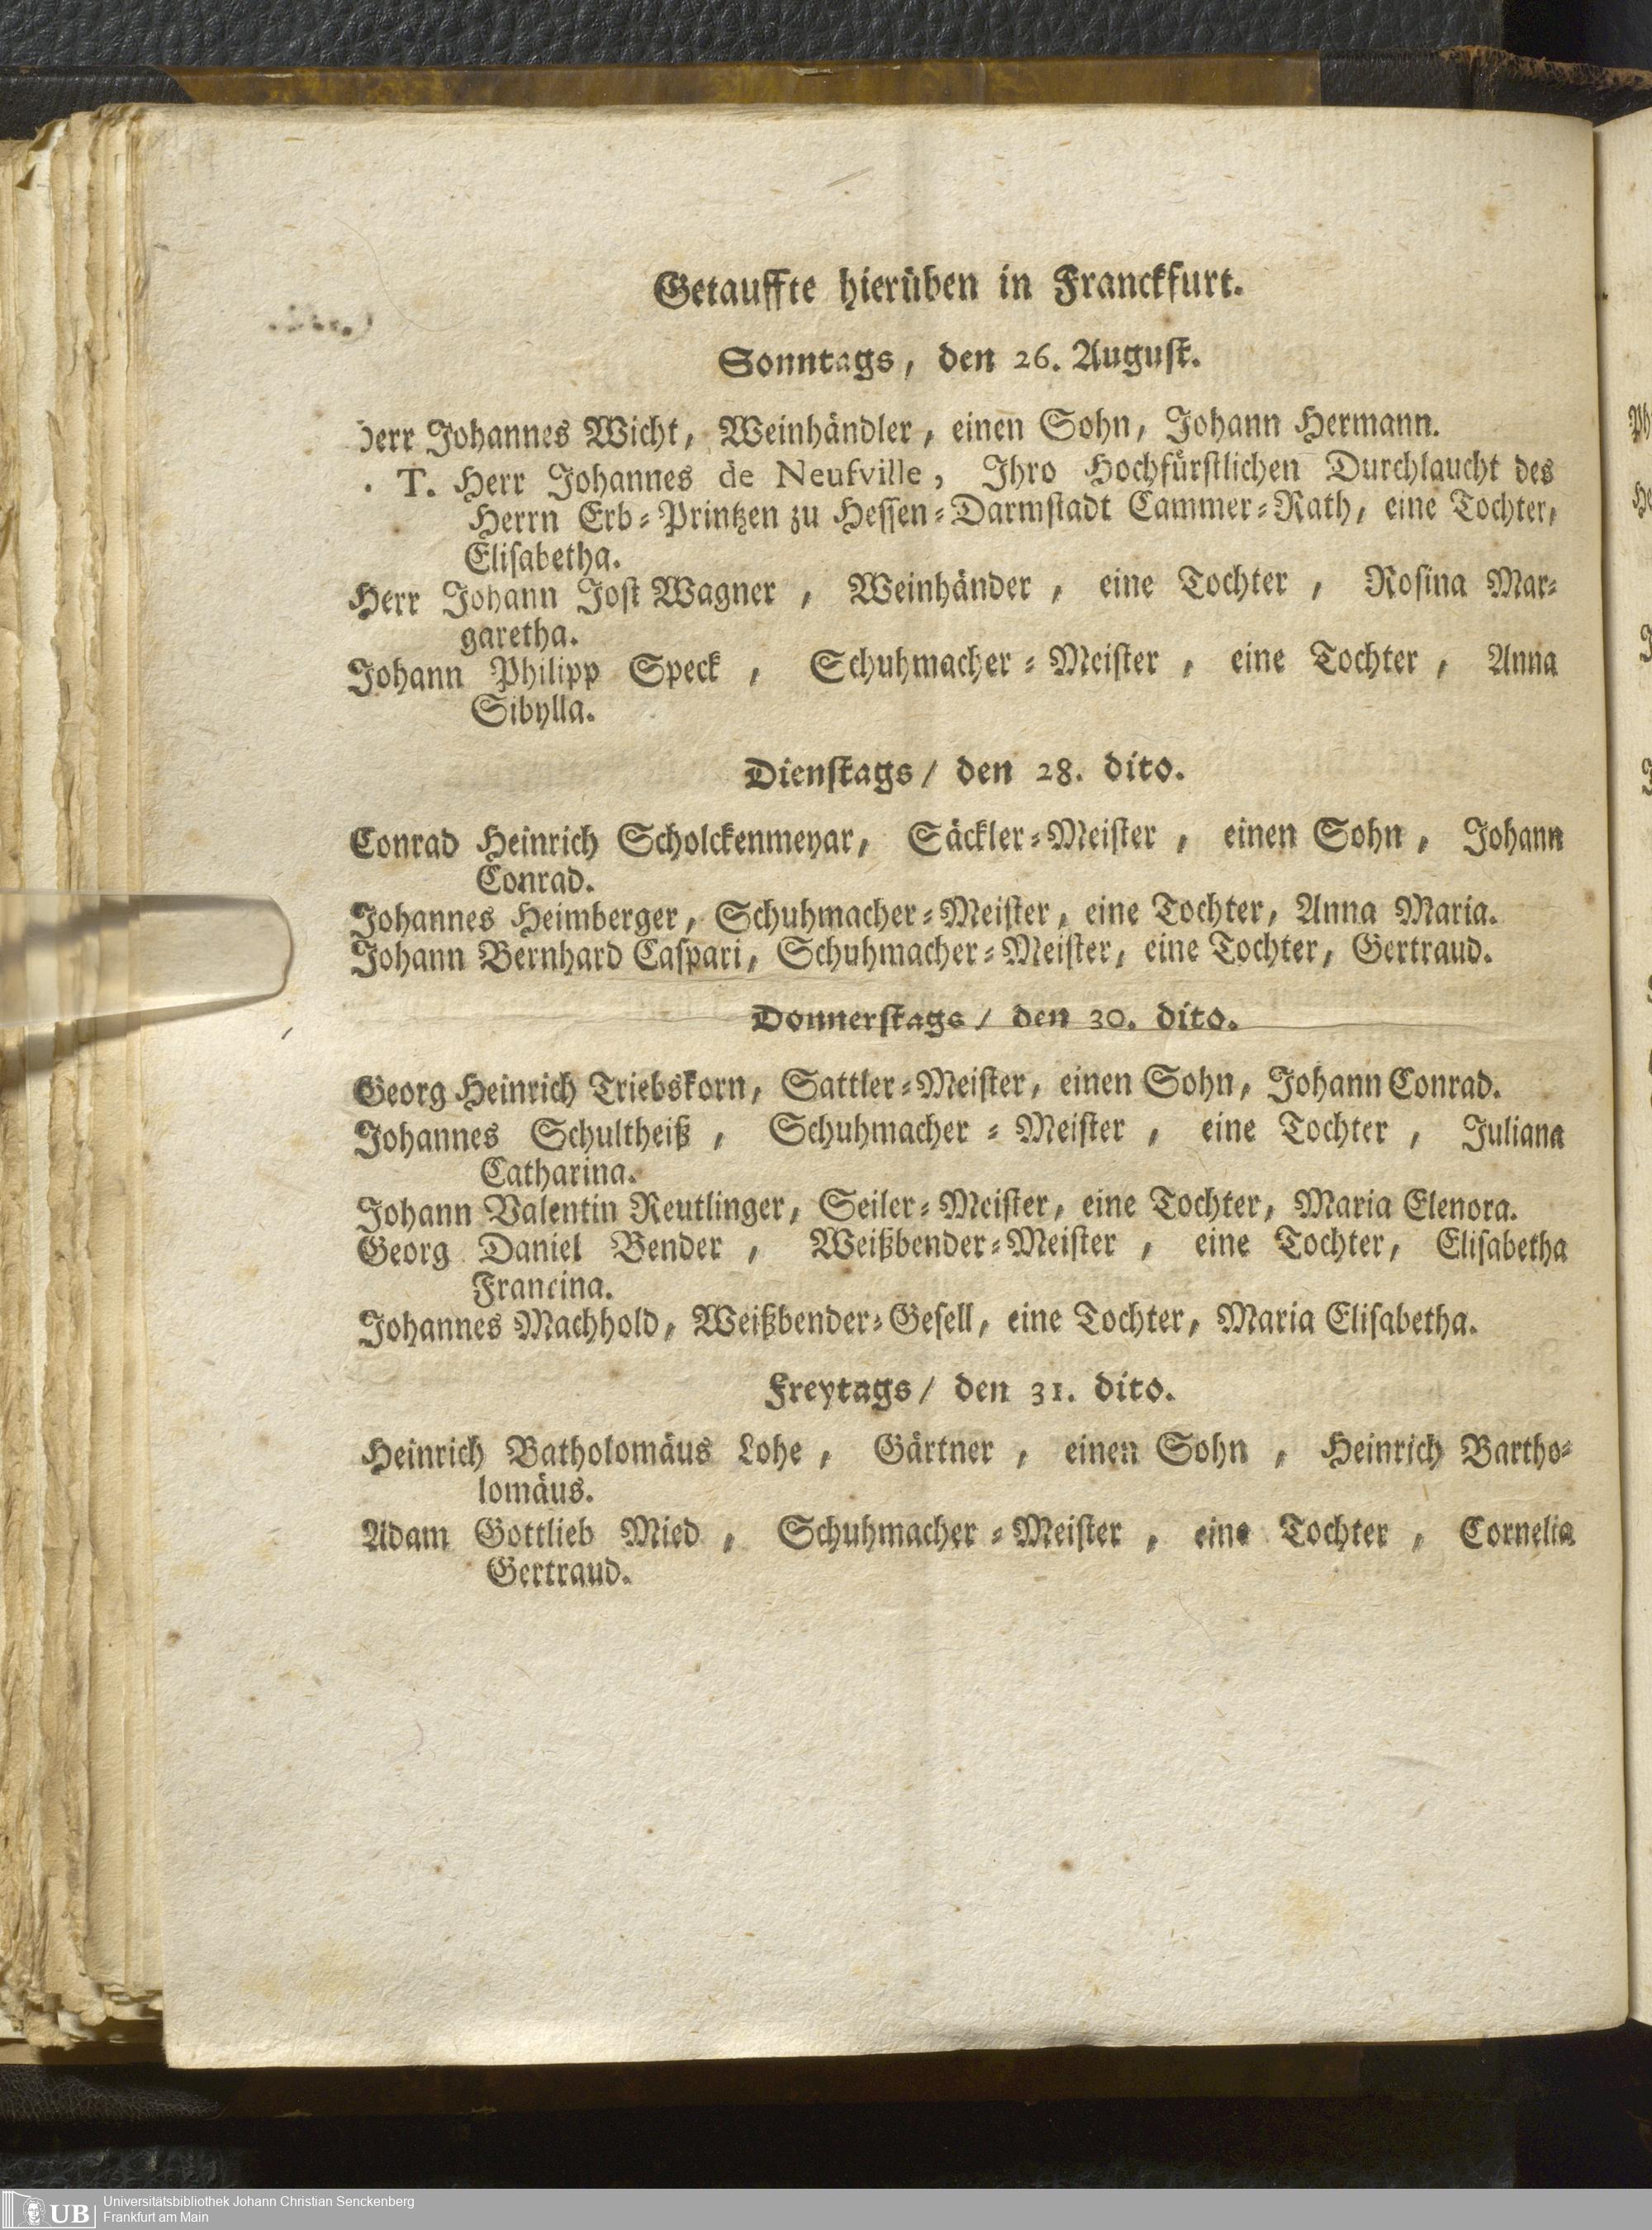 Getauffte hierüben in Franckfurt.
Sonntags, den 26. August.
Herr Johannes Wicht, Weinhändler, einen Sohn, Johann Hermann.
. T. Herr Johannes de Neufville, Ihro Hochfürstlichen Durchlaucht des
Herrn Erb-Printzen zu Hessen-Darmstadt Cammer-Rath, eine Tochter,
Elisabetha.
Herr Johann Jost Wagner, Weinhänder, eine Tochter, Rosina Mar-
garetha.
Johann Philipp Speck, Schuhmacher-Meister, eine Tochter, Anna
Sibylla.
Dienstags/ den 28. dito.
Conrad Heinrich Scholckenmeyar, Säckler-Meister, einen Sohn, Johann
Conrad.
Johannes Heimberger, Schuhmacher-Meister, eine Tochter, Anna Maria.
Johann Bernhard Caspari, Schuhmacher-Meister, eine Tochter, Gertraud.
Donnerstags/ den 30. dito.
Georg Heinrich Triebskorn, Sattler-Meister, einen Sohn, Johann Conrad.
Johannes Schultheiß, Schuhmacher-Meister, eine Tochter, Juliana
Catharina.
Johann Valentin Reutlinger, Seiler-Meister, eine Tochter, Maria Elenora.
Georg Daniel Bender, Weißbender-Meister, eine Tochter, Elisabetha
Francina.
Johannes Machhold, Weißbender-Gesell, eine Tochter, Maria Elisabetha.
Freytags/ den 31. dito.
Heinrich Batholomäus Lohe, Gärtner, einen Sohn, Heinrich Bartho-
lomäus.
Adam Gottlieb Mied, Schuhmacher-Meister, eine Tochter, Cornelia
Gertraud.
UB
Universitätsbibliothek Johann Christian Senckenberg
Frankfurt am Main